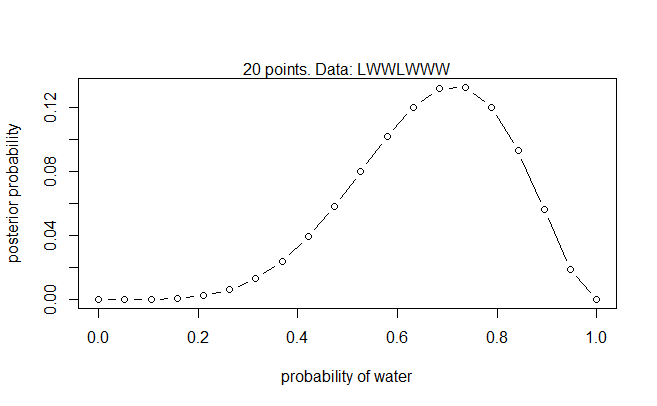 20 points. Data: LWWLWWW
0.12
0.08
0.04
0.00
posterior probability
0.0 0.2 0.4 0.6 0.8 1.0
probability of water